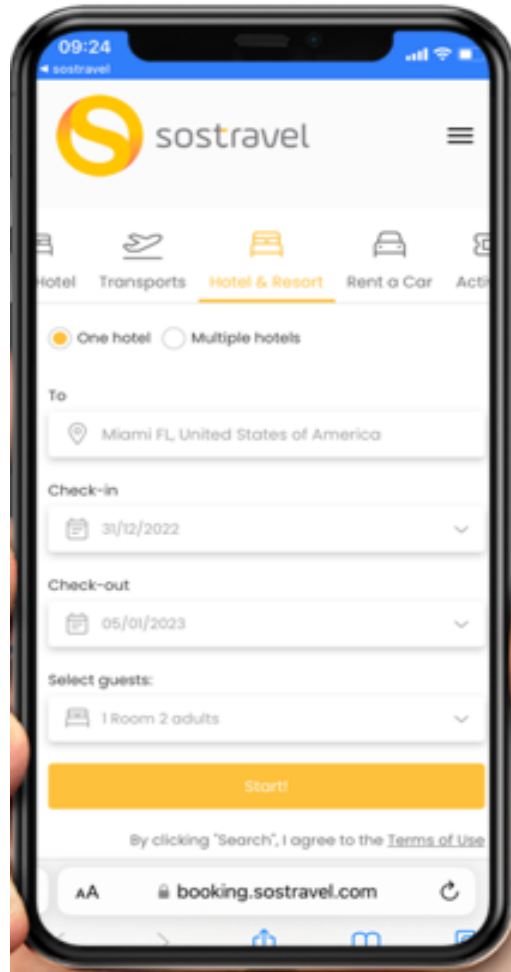 09:24
◀ sostravel
sostravel
Hotel Transports Hotel & Resort Rent a Car Acti
One hotel Multiple hotels
To
Miami FL, United States of America
Check-in
31/12/2022
Check-out
05/01/2023
Select guests:
1 Room 2 adults
Start!
By clicking "Search", I agree to the Terms of Use
AA booking.sostravel.com